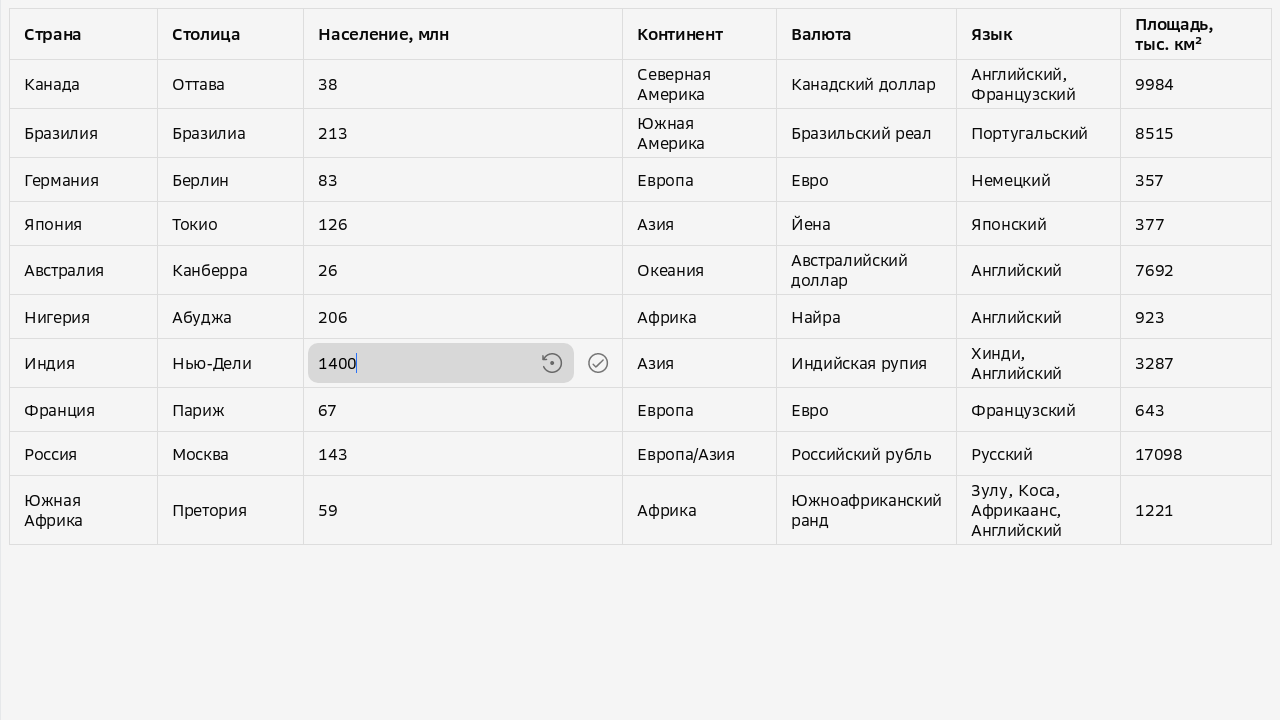 Страна Столица Население, млн Континент Валюта Язык Площадь,
тыс. км²
Канада Оттава 38 Северная
Америка Канадский доллар Английский,
Французский 9984
Бразилия Бразилиа 213 Южная
Америка Бразильский реал Португальский 8515
Германия Берлин 83 Европа Евро Немецкий 357
Япония Токио 126 Азия Йена Японский 377
Австралия Канберра 26 Океания Австралийский
доллар Английский 7692
Нигерия Абуджа 206 Африка Найра Английский 923
Индия Нью-Дели 1400 Азия Индийская рупия Хинди,
Английский 3287
Франция Париж 67 Европа Евро Французский 643
Россия Москва 143 Европа/Азия Российский рубль Русский 17098
Южная
Африка Претория 59 Африка Южноафриканский
ранд Зулу, Коса,
Африкаанс,
Английский 1221